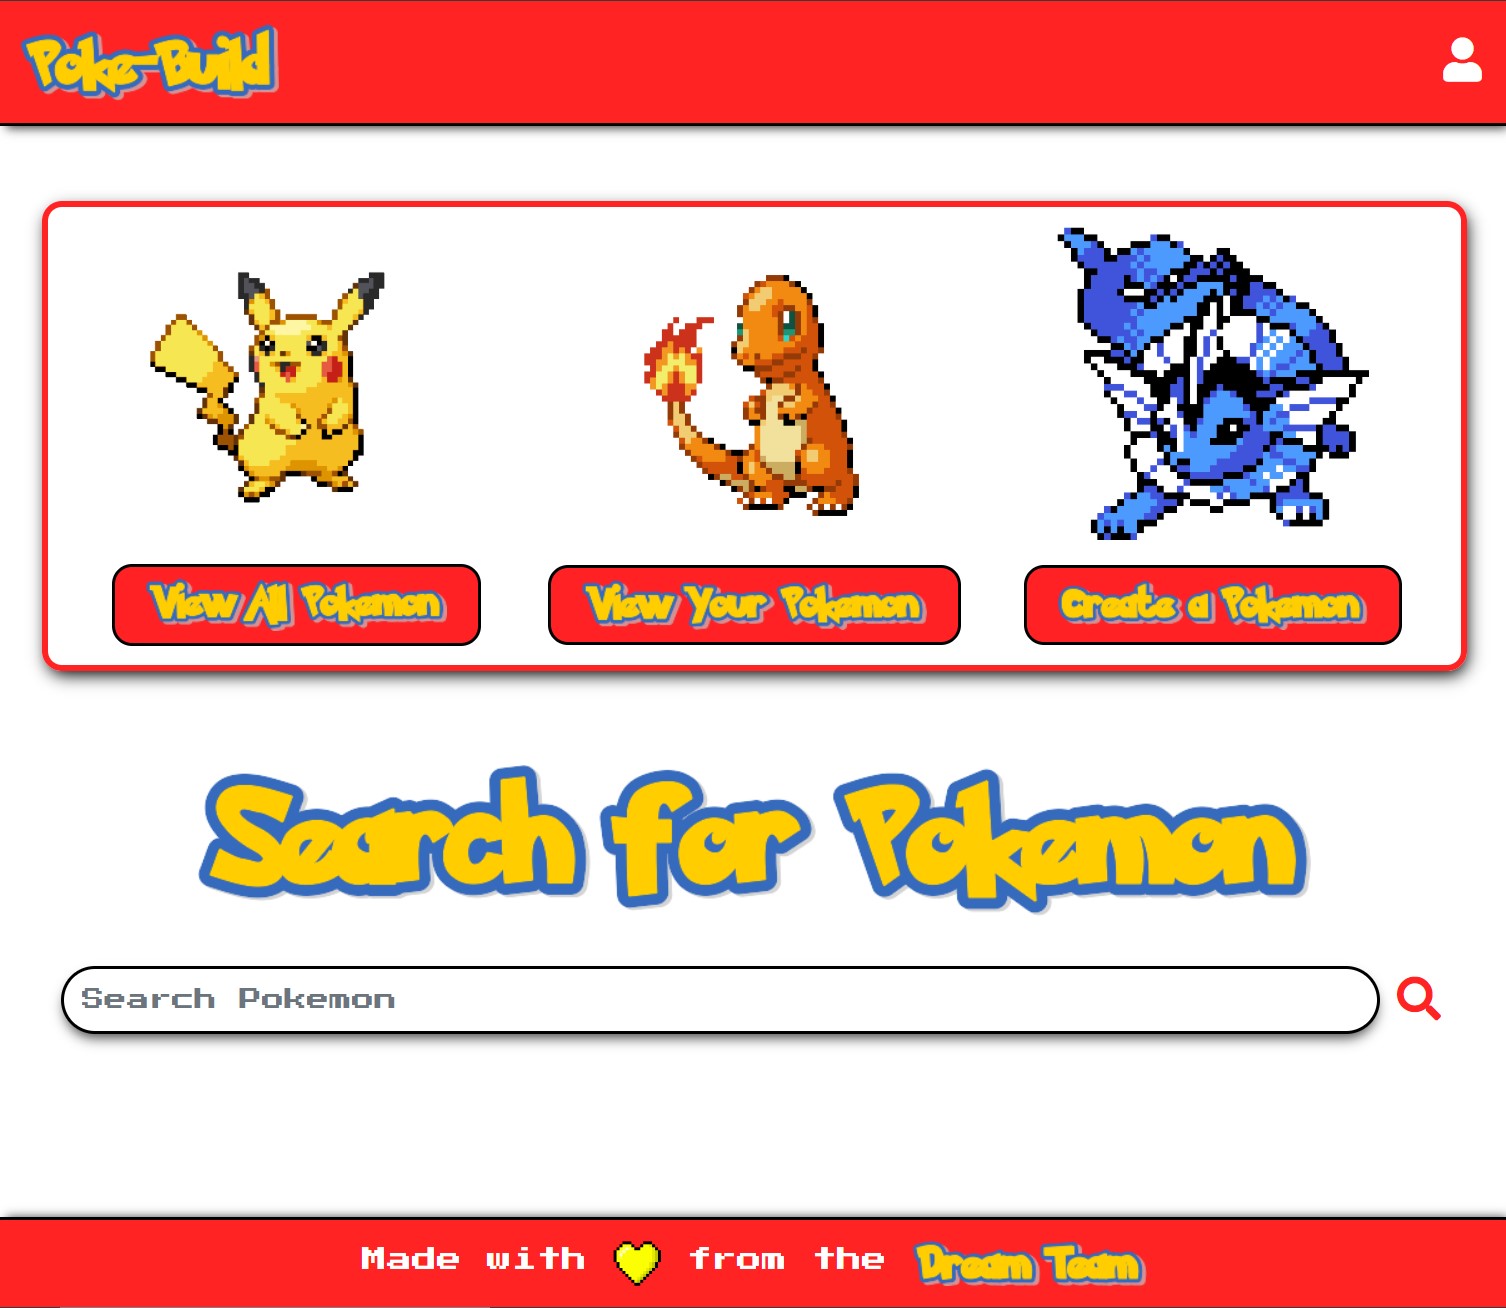 Poke-Build
View All Pokemon
View Your Pokemon
Create a Pokemon
Search for Pokemon
Search Pokemon
Made with from the Dream Team